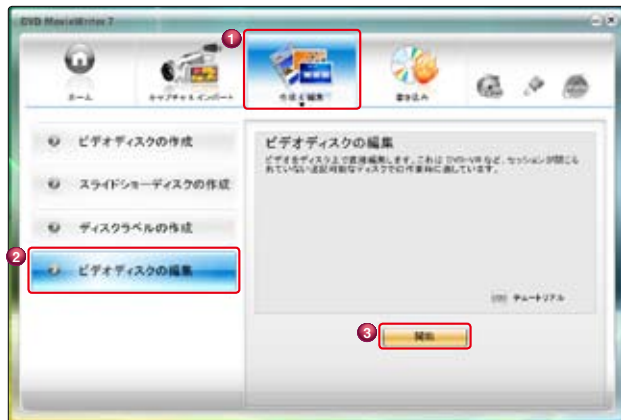 DVD MovieWriter 7
1
ホーム
キャプチャ & インポート
作成と編集
書き込み
ビデオディスクの作成
スライドショーディスクの作成
ディスクラベルの作成
2
ビデオディスクの編集
ビデオディスクの編集
ビデオをディスク上で直接編集します。これは DVD-VR など、セッションが閉じら
れていない追記可能なディスクでの作業時に適しています。
チュートリアル
3
開始